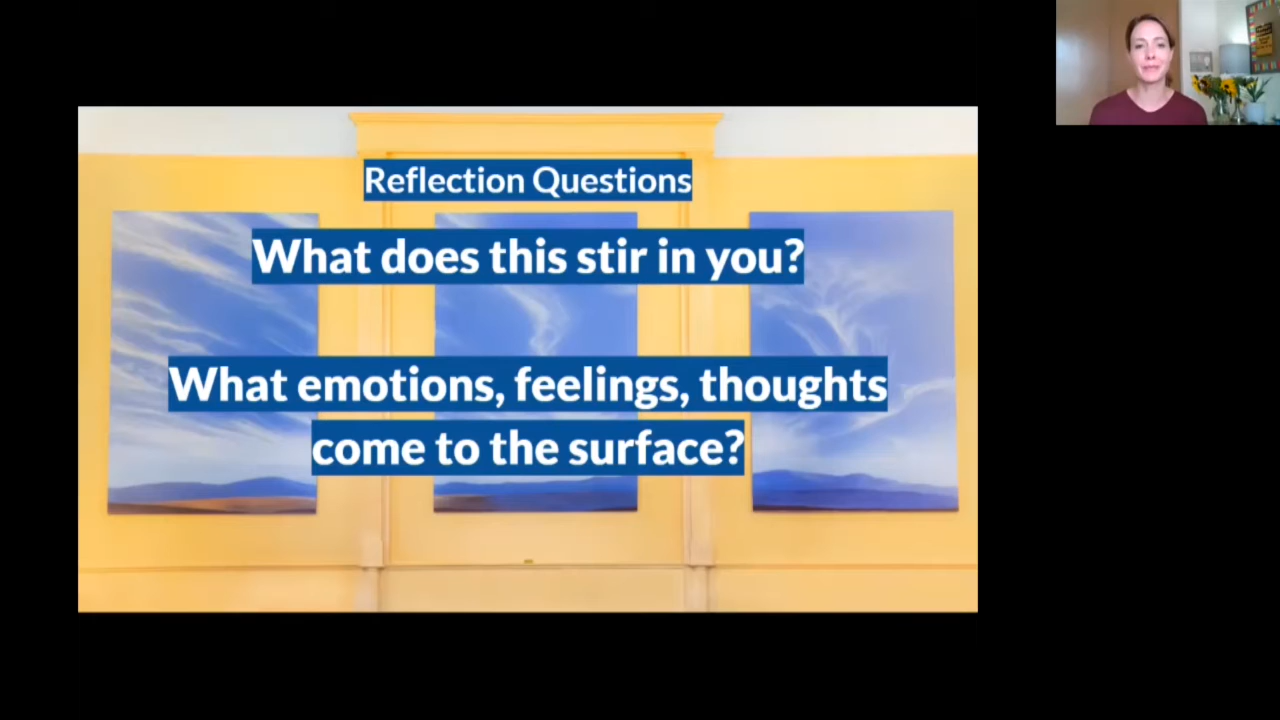 Reflection Questions
What does this stir in you?
What emotions, feelings, thoughts
come to the surface?